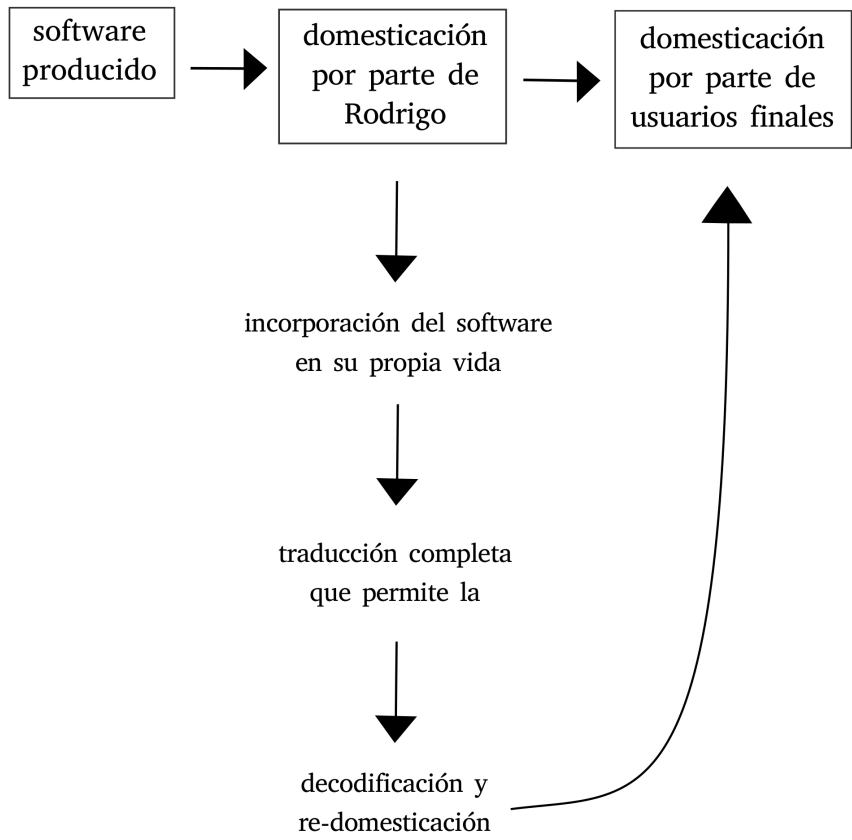 software
producido
domesticación
por parte de
Rodrigo
domesticación
por parte de
usuarios finales
incorporación del software
en su propia vida
traducción completa
que permite la
decodificación y
re-domesticación